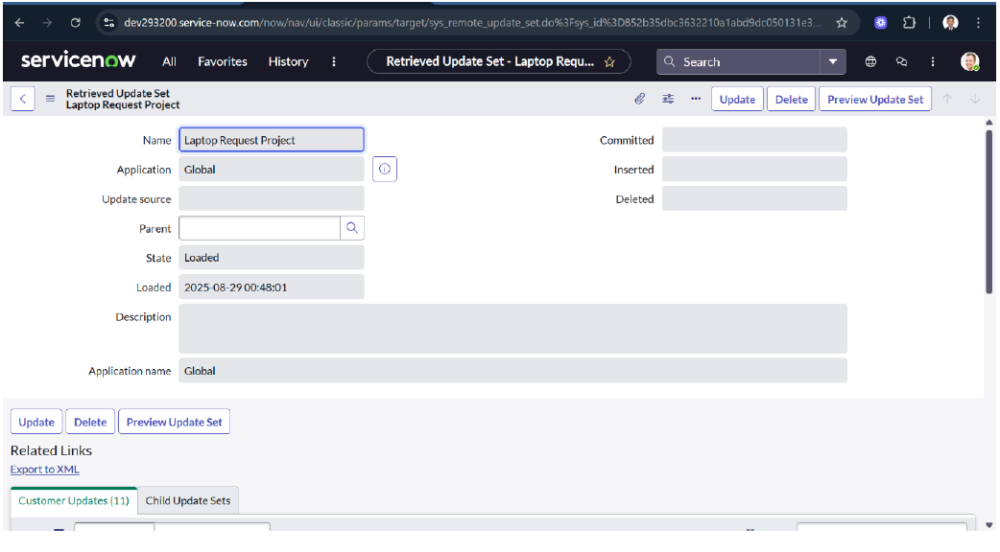 dev293200.service-now.com/now/nav/ui/classic/params/target/sys_remote_update_set.do%3Fsys_id%3D852b35dbc3632210a1abd9dc050131e3...
servicenow All Favorites History Retrieved Update Set - Laptop Requ... Search
Retrieved Update Set
Laptop Request Project
Update Delete Preview Update Set
Name Laptop Request Project Committed
Application Global Inserted
Update source Deleted
Parent
State Loaded
Loaded 2025-08-29 00:48:01
Description
Application name Global
Update Delete Preview Update Set
Related Links
Export to XML
Customer Updates (11) Child Update Sets